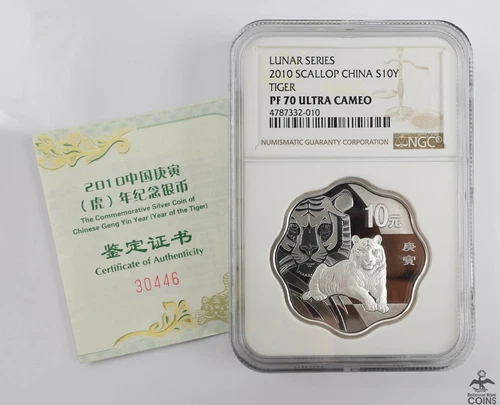 2010中国庚寅
(虎)年纪念银币
The Commemorative Silver Coin of
Chinese Geng Yin Year (Year of the Tiger)
鉴定证书
Certificate of Authenticity
30446
LUNAR SERIES
2010 SCALLOP CHINA S10Y
TIGER
PF 70 ULTRA CAMEO
4787332-010
NUMISMATIC GUARANTY CORPORATION
NGC
10元
庚寅
Bellevue Rare
COINS